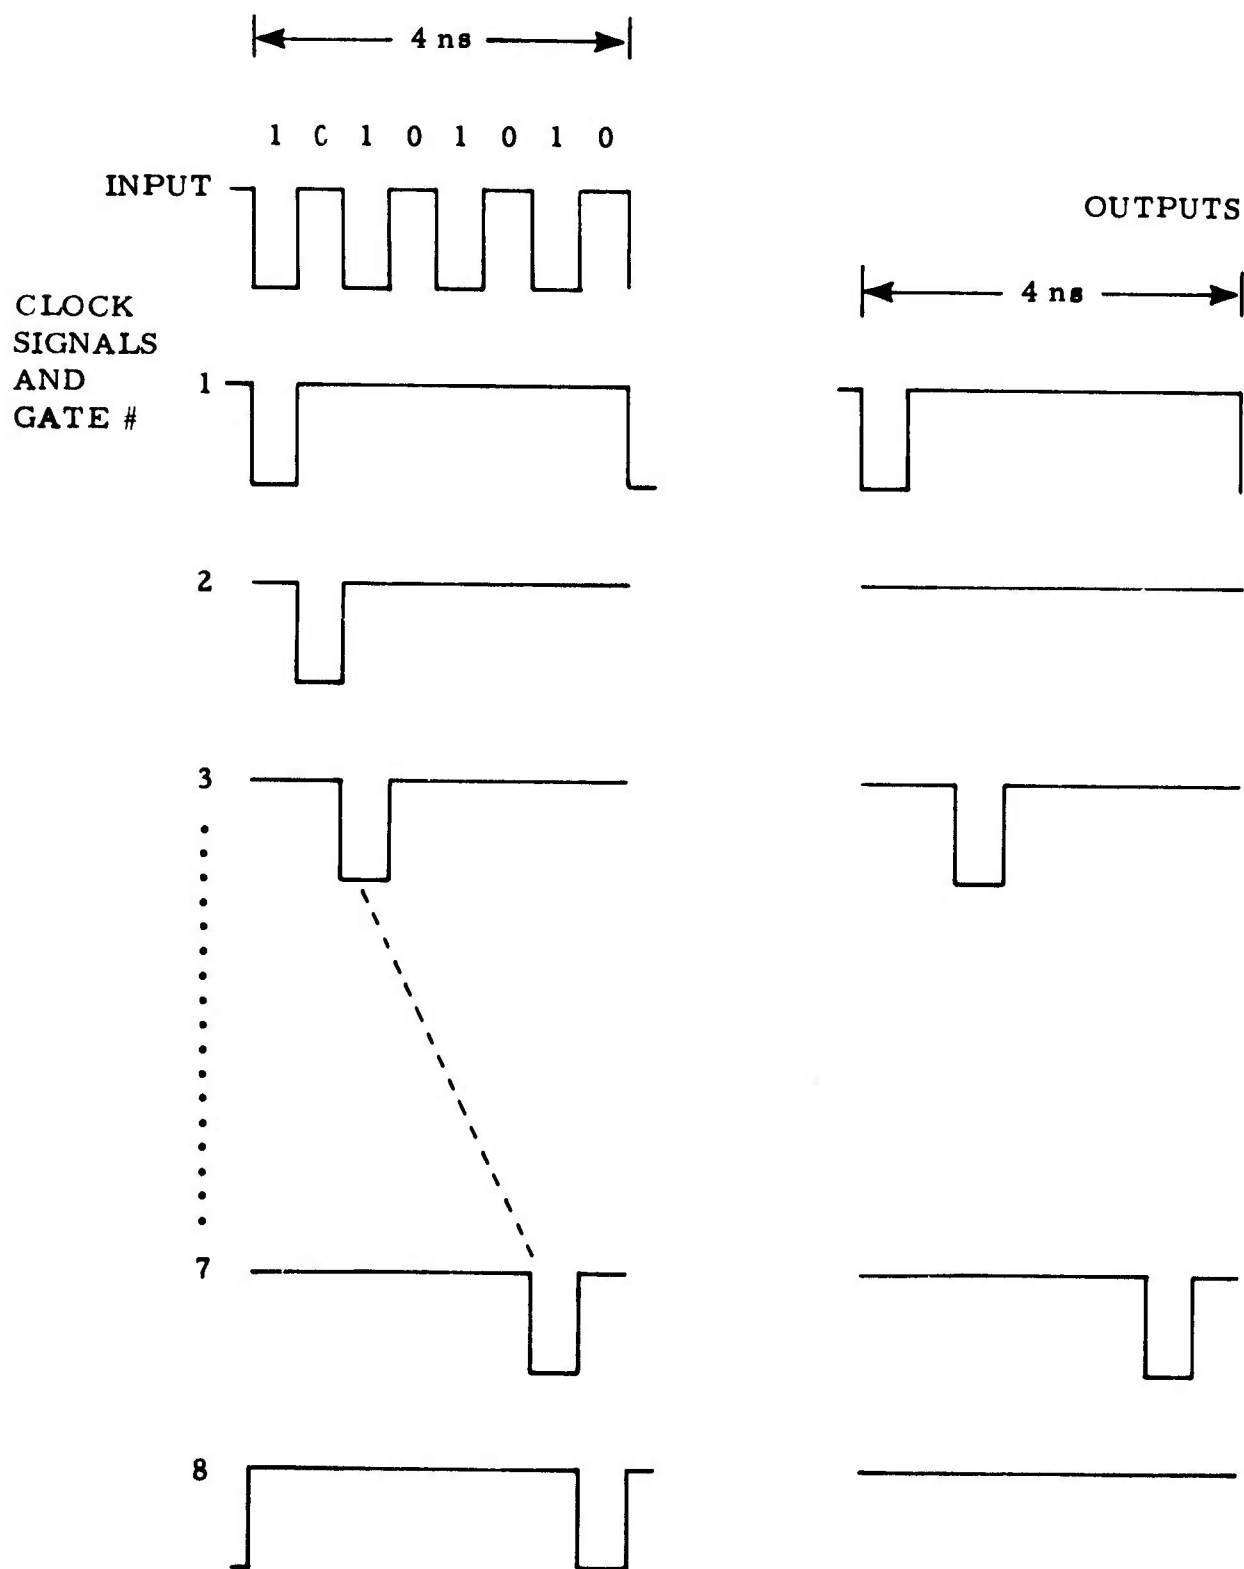 4 ns
1 C 1 0 1 0 1 0
INPUT
OUTPUTS
4 ns
CLOCK
SIGNALS
AND
GATE #
1
2
3
7
8